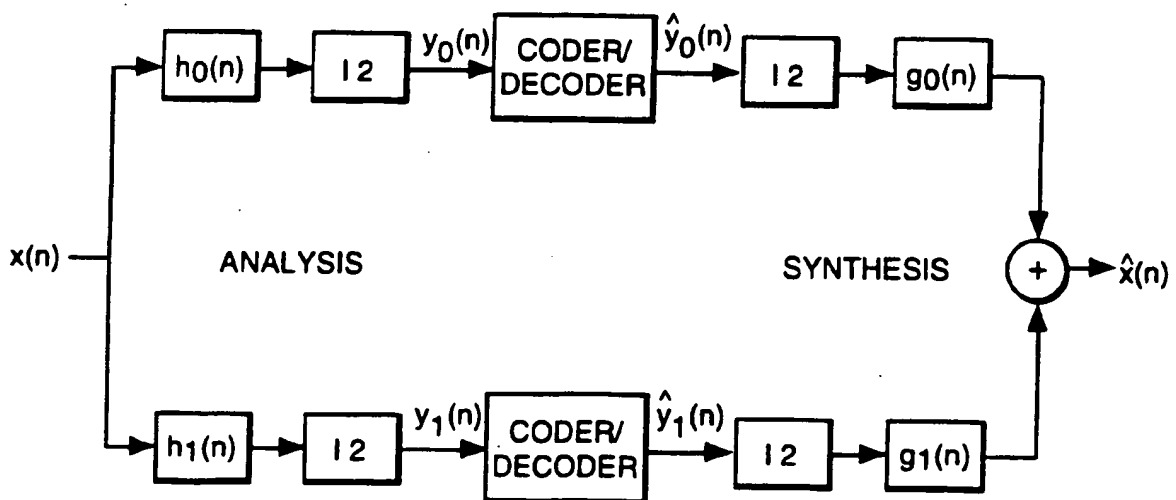 h0(n)
I 2
y0(n)
CODER/
DECODER
ŷ0(n)
I 2
g0(n)
x(n)
ANALYSIS
SYNTHESIS
+
x̂(n)
h1(n)
I 2
y1(n)
CODER/
DECODER
ŷ1(n)
I 2
g1(n)